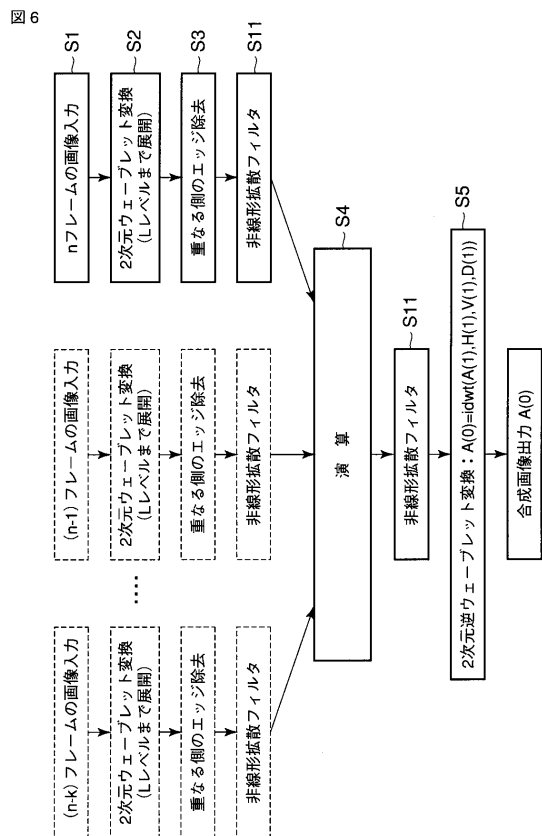 図6
(n-k) フレームの画像入力
2次元ウェーブレット変換
(Lレベルまで展開)
重なる側のエッジ除去
非線形拡散フィルタ
....
(n-1) フレームの画像入力
2次元ウェーブレット変換
(Lレベルまで展開)
重なる側のエッジ除去
非線形拡散フィルタ
nフレームの画像入力
S1
2次元ウェーブレット変換
(Lレベルまで展開)
S2
重なる側のエッジ除去
S3
非線形拡散フィルタ
S11
演算
S4
非線形拡散フィルタ
S11
2次元逆ウェーブレット変換：A(0)=idwt(A(1),H(1),V(1),D(1))
S5
合成画像出力 A(0)